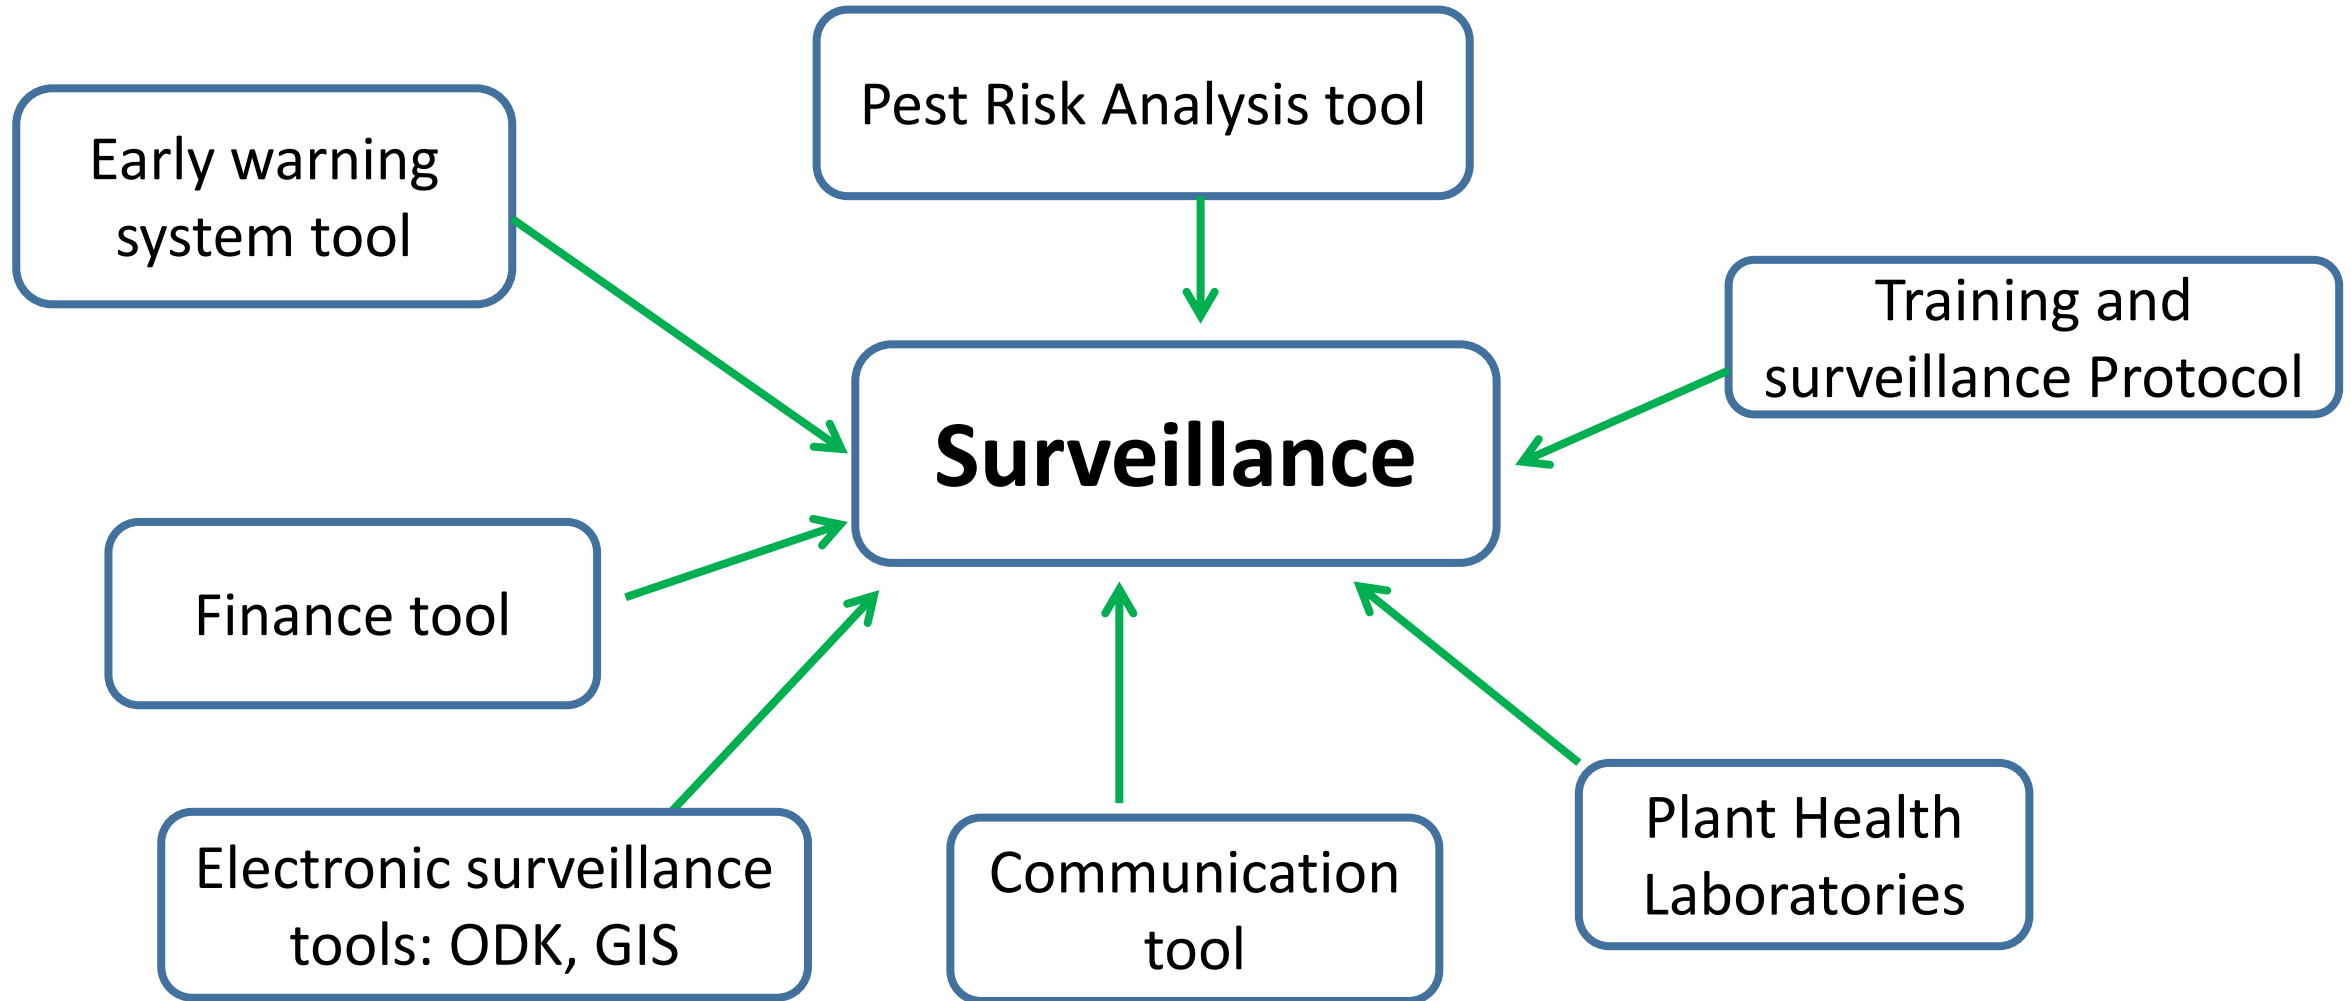 Pest Risk Analysis tool
Early warning
system tool
Training and
surveillance Protocol
Surveillance
Finance tool
Electronic surveillance
tools: ODK, GIS
Communication
tool
Plant Health
Laboratories